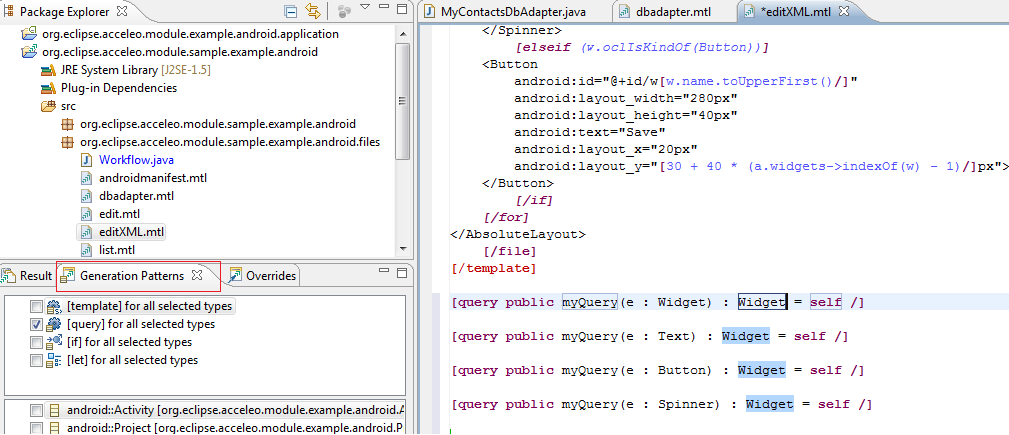 Package Explorer
org.eclipse.acceleo.module.example.android.application
org.eclipse.acceleo.module.sample.example.android
JRE System Library [J2SE-1.5]
Plug-in Dependencies
src
org.eclipse.acceleo.module.sample.example.android
org.eclipse.acceleo.module.sample.example.android.files
Workflow.java
androidmanifest.mtl
dbadapter.mtl
edit.mtl
editXML.mtl
list.mtl
Result Generation Patterns Overrides
[template] for all selected types
[query] for all selected types
[if] for all selected types
[let] for all selected types
android::Activity [org.eclipse.acceleo.module.example.android.A
android::Project [org.eclipse.acceleo.module.example.android.P
MyContactsDbAdapter.java dbadapter.mtl *editXML.mtl
</Spinner>
[elseif (w.oclIsKindOf(Button))]
<Button
android:id="@+id/w[w.name.toUpperFirst()/]"
android:layout_width="280px"
android:layout_height="40px"
android:text="Save"
android:layout_x="20px"
android:layout_y="[30 + 40 * (a.widgets->indexOf(w) - 1)/]px">
</Button>
[/if]
[/for]
</AbsoluteLayout>
[/file]
[/template]
[query public myQuery(e : Widget) : Widget = self /]
[query public myQuery(e : Text) : Widget = self /]
[query public myQuery(e : Button) : Widget = self /]
[query public myQuery(e : Spinner) : Widget = self /]